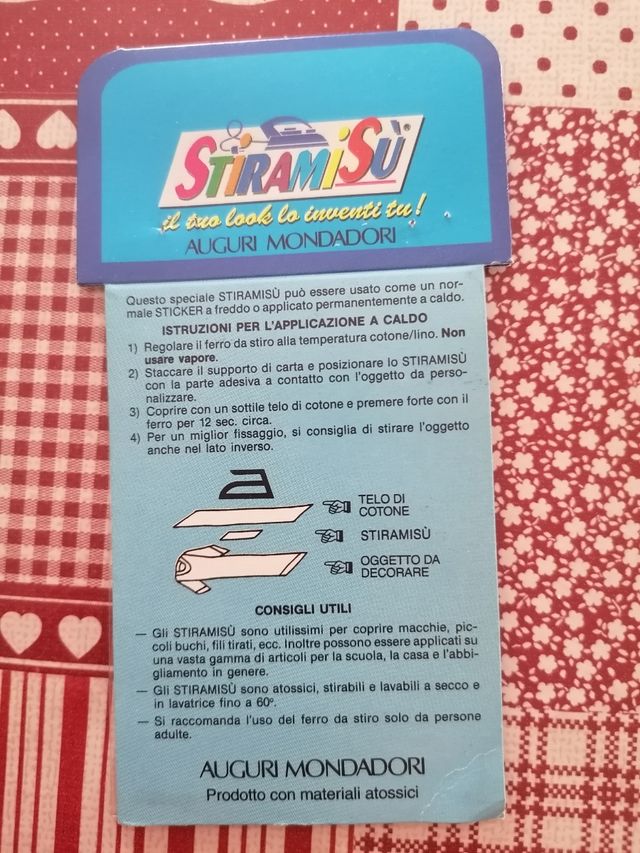 STIRAMISÙ®
il tuo look lo inventi tu!
AUGURI MONDADORI
Questo speciale STIRAMISÙ può essere usato come un nor-
male STICKER a freddo o applicato permanentemente a caldo.
ISTRUZIONI PER L'APPLICAZIONE A CALDO
1) Regolare il ferro da stiro alla temperatura cotone/lino. Non
usare vapore.
2) Staccare il supporto di carta e posizionare lo STIRAMISÙ
con la parte adesiva a contatto con l'oggetto da perso-
nalizzare.
3) Coprire con un sottile telo di cotone e premere forte con il
ferro per 12 sec. circa.
4) Per un miglior fissaggio, si consiglia di stirare l'oggetto
anche nel lato inverso.
TELO DI
COTONE
STIRAMISÙ
OGGETTO DA
DECORARE
CONSIGLI UTILI
— Gli STIRAMISÙ sono utilissimi per coprire macchie, pic-
coli buchi, fili tirati, ecc. Inoltre possono essere applicati su
una vasta gamma di articoli per la scuola, la casa e l'abbi-
gliamento in genere.
— Gli STIRAMISÙ sono atossici, stirabili e lavabili a secco e
in lavatrice fino a 60º.
— Si raccomanda l'uso del ferro da stiro solo da persone
adulte.
AUGURI MONDADORI
Prodotto con materiali atossici